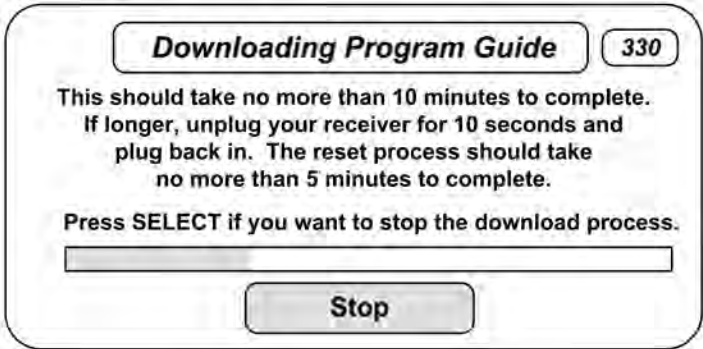 Downloading Program Guide 330
This should take no more than 10 minutes to complete.
If longer, unplug your receiver for 10 seconds and
plug back in. The reset process should take
no more than 5 minutes to complete.
Press SELECT if you want to stop the download process.
Stop